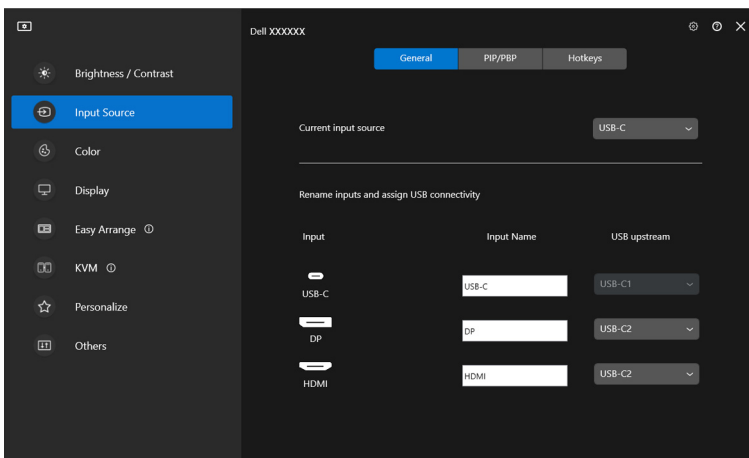 Dell XXXXXX
General PIP/PBP Hotkeys
Brightness / Contrast
Input Source
Color
Display
Easy Arrange
KVM
Personalize
Others
Current input source USB-C
Rename inputs and assign USB connectivity
Input Input Name USB upstream
USB-C USB-C USB-C1
DP DP USB-C2
HDMI HDMI USB-C2